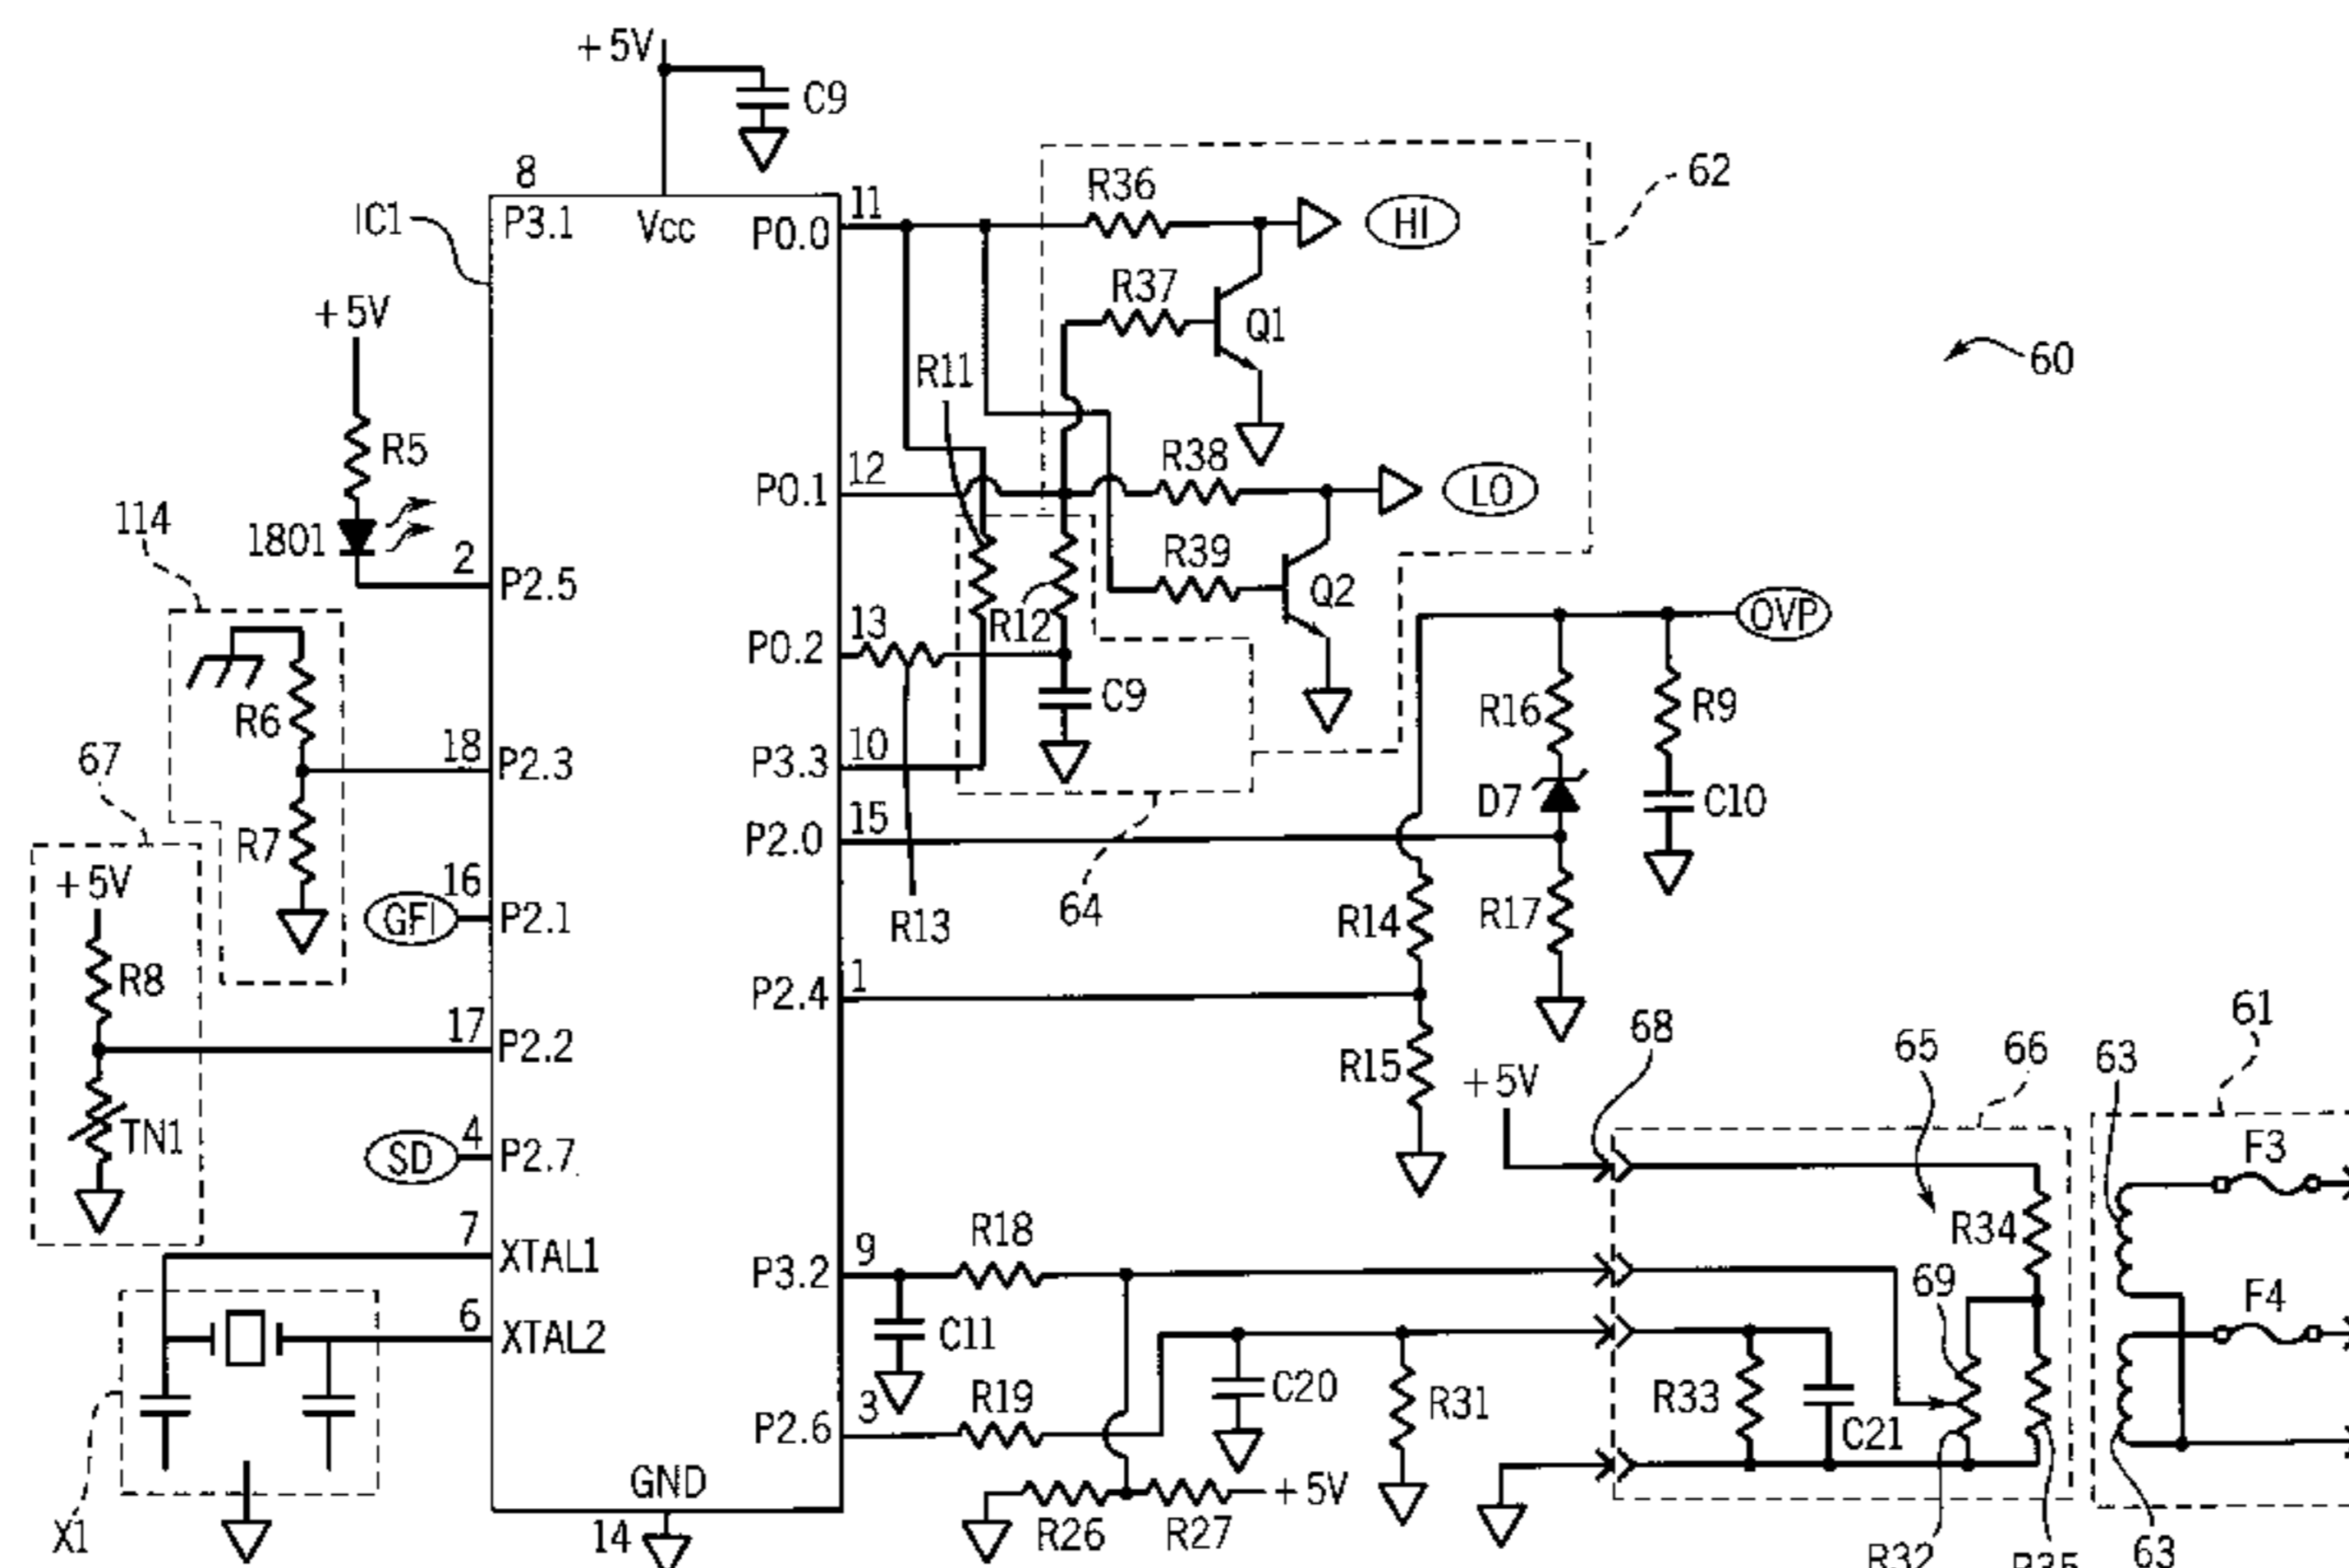 +5V
C9
8
IC1
P3.1
Vcc
P0.0
11
R36
HI
62
R37
Q1
+5V
R11
60
R5
P0.1
12
R38
LO
114
1801
2
P2.5
R39
Q2
R12
P0.2
13
OVP
R6
C9
R16
R9
67
18
P2.3
P3.3
10
D7
C10
R7
P2.0
15
+5V
16
GFI
P2.1
R13
64
R14
R17
R8
P2.4
1
17
P2.2
68
65
66
61
63
R15
+5V
TN1
SD
4
P2.7
F3
7
XTAL1
P3.2
9
R18
R34
69
F4
6
XTAL2
C11
R19
C20
R31
R33
C21
P2.6
3
GND
+5V
X1
14
R26
R27
R32
R35
63